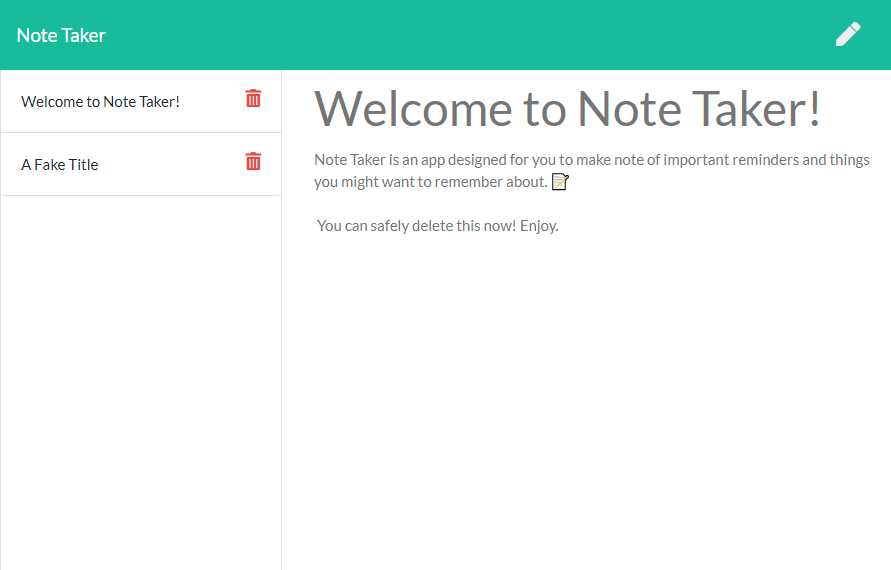 Note Taker
Welcome to Note Taker!
A Fake Title
Welcome to Note Taker!
Note Taker is an app designed for you to make note of important reminders and things
you might want to remember about. 📝
You can safely delete this now! Enjoy.